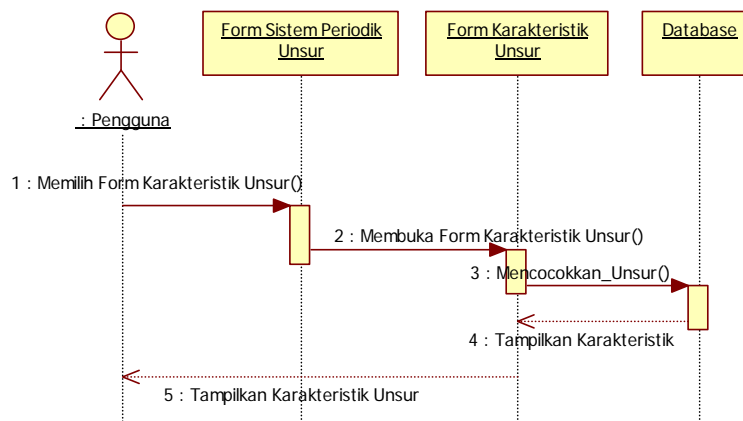 Form Sistem Periodik
Unsur
Form Karakteristik
Unsur
Database
: Pengguna
1 : Memilih Form Karakteristik Unsur()
2 : Membuka Form Karakteristik Unsur()
3 : Mencocokkan_Unsur()
4 : Tampilkan Karakteristik
5 : Tampilkan Karakteristik Unsur